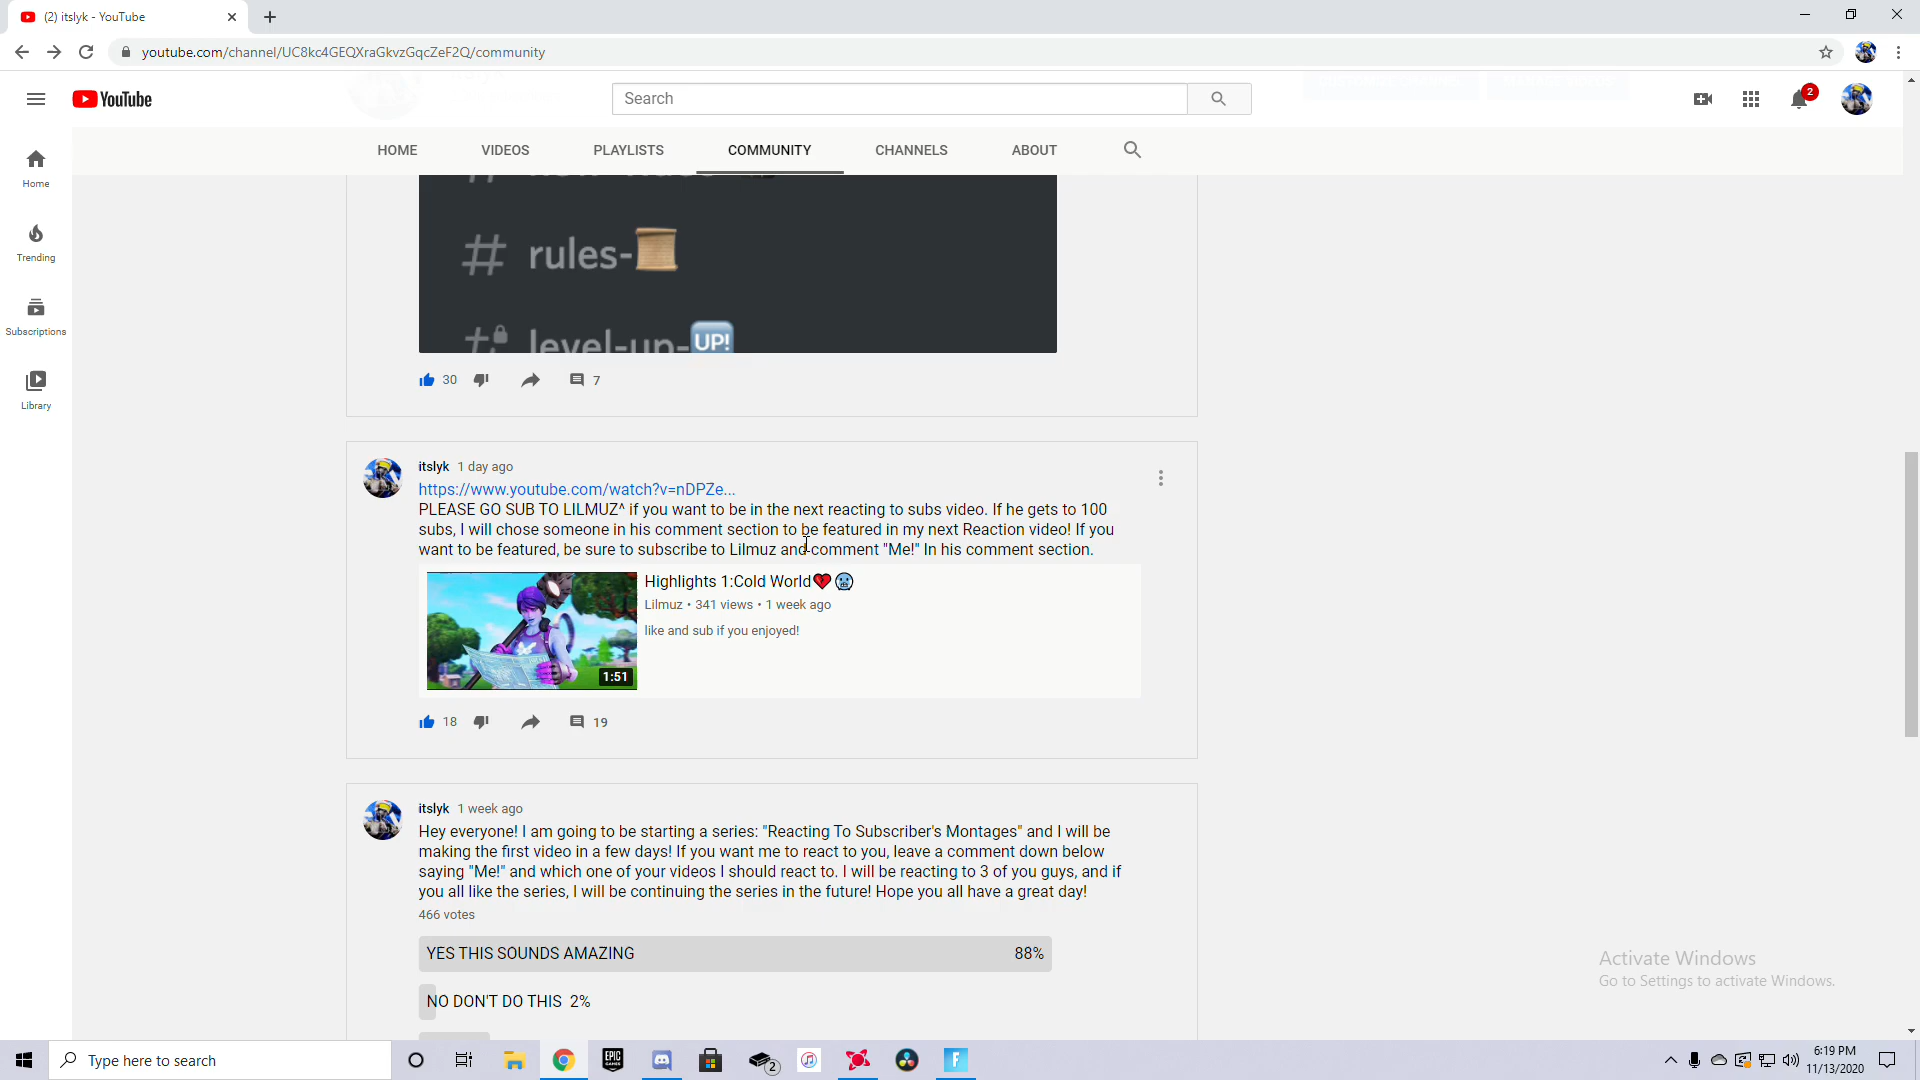 (2) itslyk - YouTube
youtube.com/channel/UC8kc4GEQXraGkvzGqcZeF2Q/community
YouTube
Search
2
HOME VIDEOS PLAYLISTS COMMUNITY CHANNELS ABOUT
Home
Trending
Subscriptions
Library
# rules-
level-up-UP!
30 7
itslyk 1 day ago
https://www.youtube.com/watch?v=nDPZe...
PLEASE GO SUB TO LILMUZ^ if you want to be in the next reacting to subs video. If he gets to 100
subs, I will chose someone in his comment section to be featured in my next Reaction video! If you
want to be featured, be sure to subscribe to Lilmuz and comment "Me!" In his comment section.
Highlights 1:Cold World💔🥶
Lilmuz • 341 views • 1 week ago
like and sub if you enjoyed!
1:51
18 19
itslyk 1 week ago
Hey everyone! I am going to be starting a series: "Reacting To Subscriber's Montages" and I will be
making the first video in a few days! If you want me to react to you, leave a comment down below
saying "Me!" and which one of your videos I should react to. I will be reacting to 3 of you guys, and if
you all like the series, I will be continuing the series in the future! Hope you all have a great day!
466 votes
YES THIS SOUNDS AMAZING 88%
NO DON'T DO THIS 2%
Activate Windows
Go to Settings to activate Windows.
Type here to search
EPIC GAMES
2
F
6:19 PM
11/13/2020